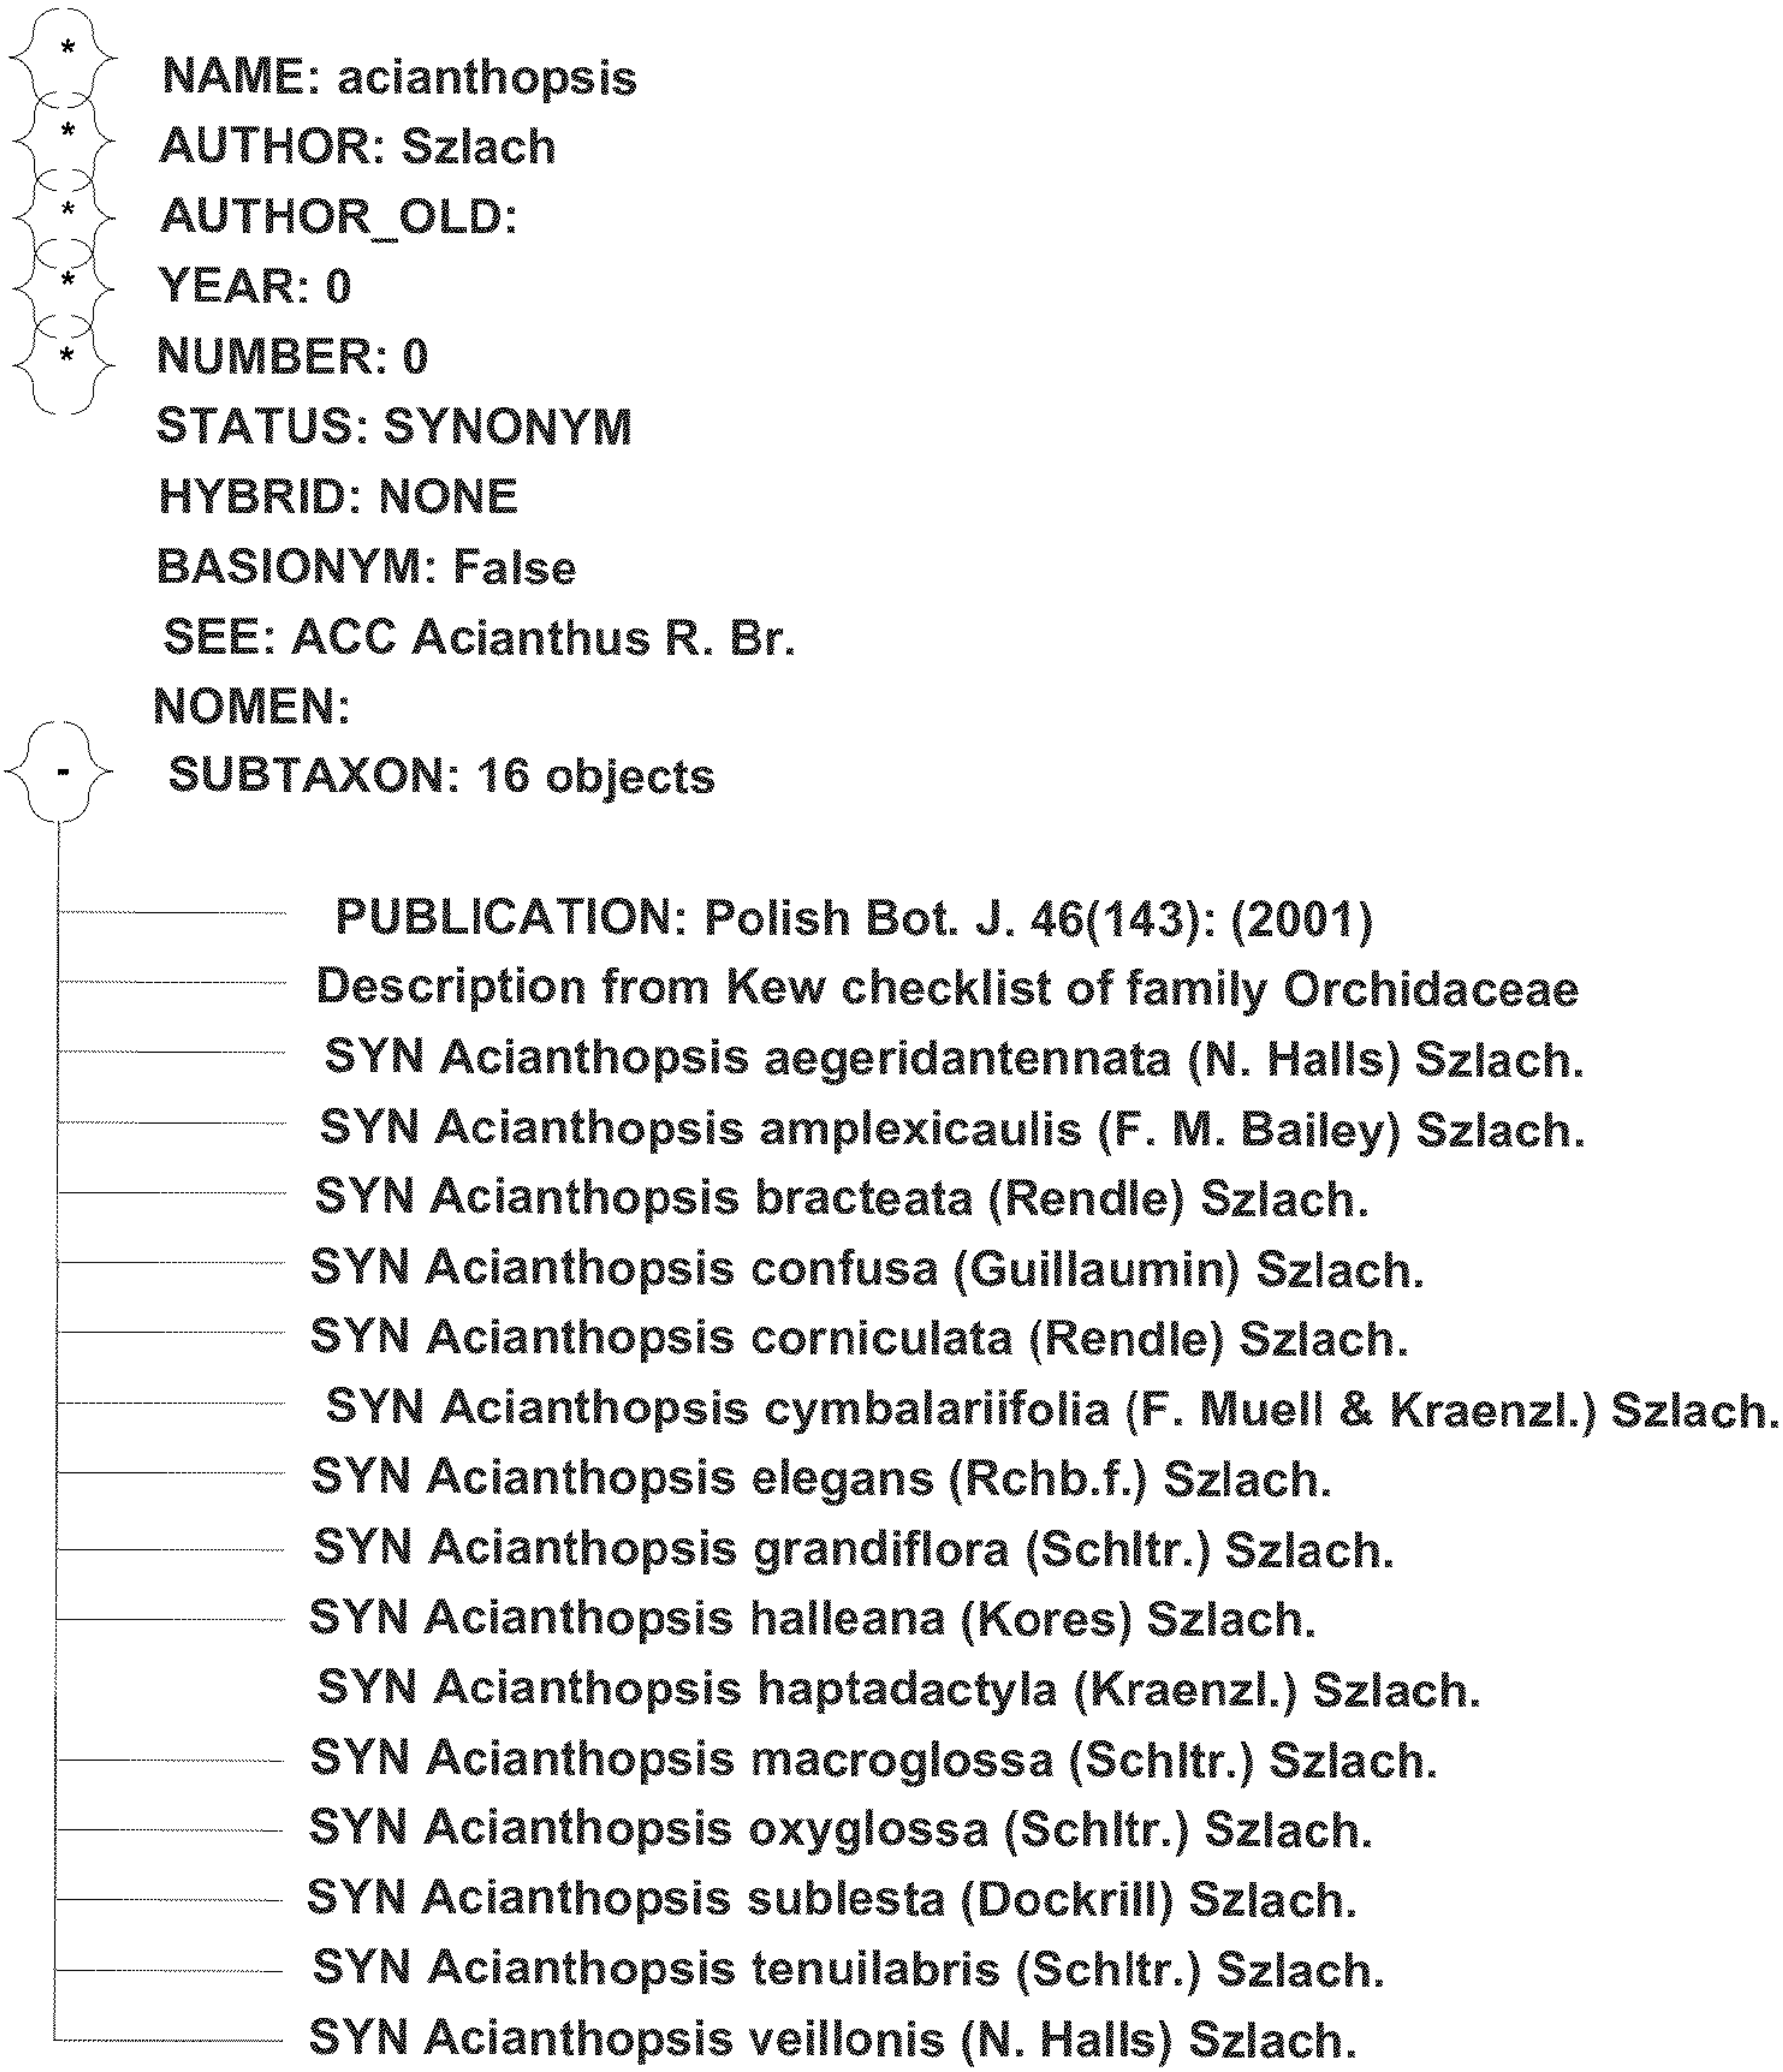 *
NAME: acianthopsis
*
AUTHOR: Szlach
*
AUTHOR_OLD:
*
YEAR: 0
*
NUMBER: 0
STATUS: SYNONYM
HYBRID: NONE
BASIONYM: False
SEE: ACC Acianthus R. Br.
NOMEN:
-
SUBTAXON: 16 objects
PUBLICATION: Polish Bot. J. 46(143): (2001)
Description from Kew checklist of family Orchidaceae
SYN Acianthopsis aegeridantennata (N. Halls) Szlach.
SYN Acianthopsis amplexicaulis (F. M. Bailey) Szlach.
SYN Acianthopsis bracteata (Rendle) Szlach.
SYN Acianthopsis confusa (Guillaumin) Szlach.
SYN Acianthopsis corniculata (Rendle) Szlach.
SYN Acianthopsis cymbalariifolia (F. Muell & Kraenzl.) Szlach.
SYN Acianthopsis elegans (Rchb.f.) Szlach.
SYN Acianthopsis grandiflora (Schltr.) Szlach.
SYN Acianthopsis halleana (Kores) Szlach.
SYN Acianthopsis haptadactyla (Kraenzl.) Szlach.
SYN Acianthopsis macroglossa (Schltr.) Szlach.
SYN Acianthopsis oxyglossa (Schltr.) Szlach.
SYN Acianthopsis sublesta (Dockrill) Szlach.
SYN Acianthopsis tenuilabris (Schltr.) Szlach.
SYN Acianthopsis veillonis (N. Halls) Szlach.